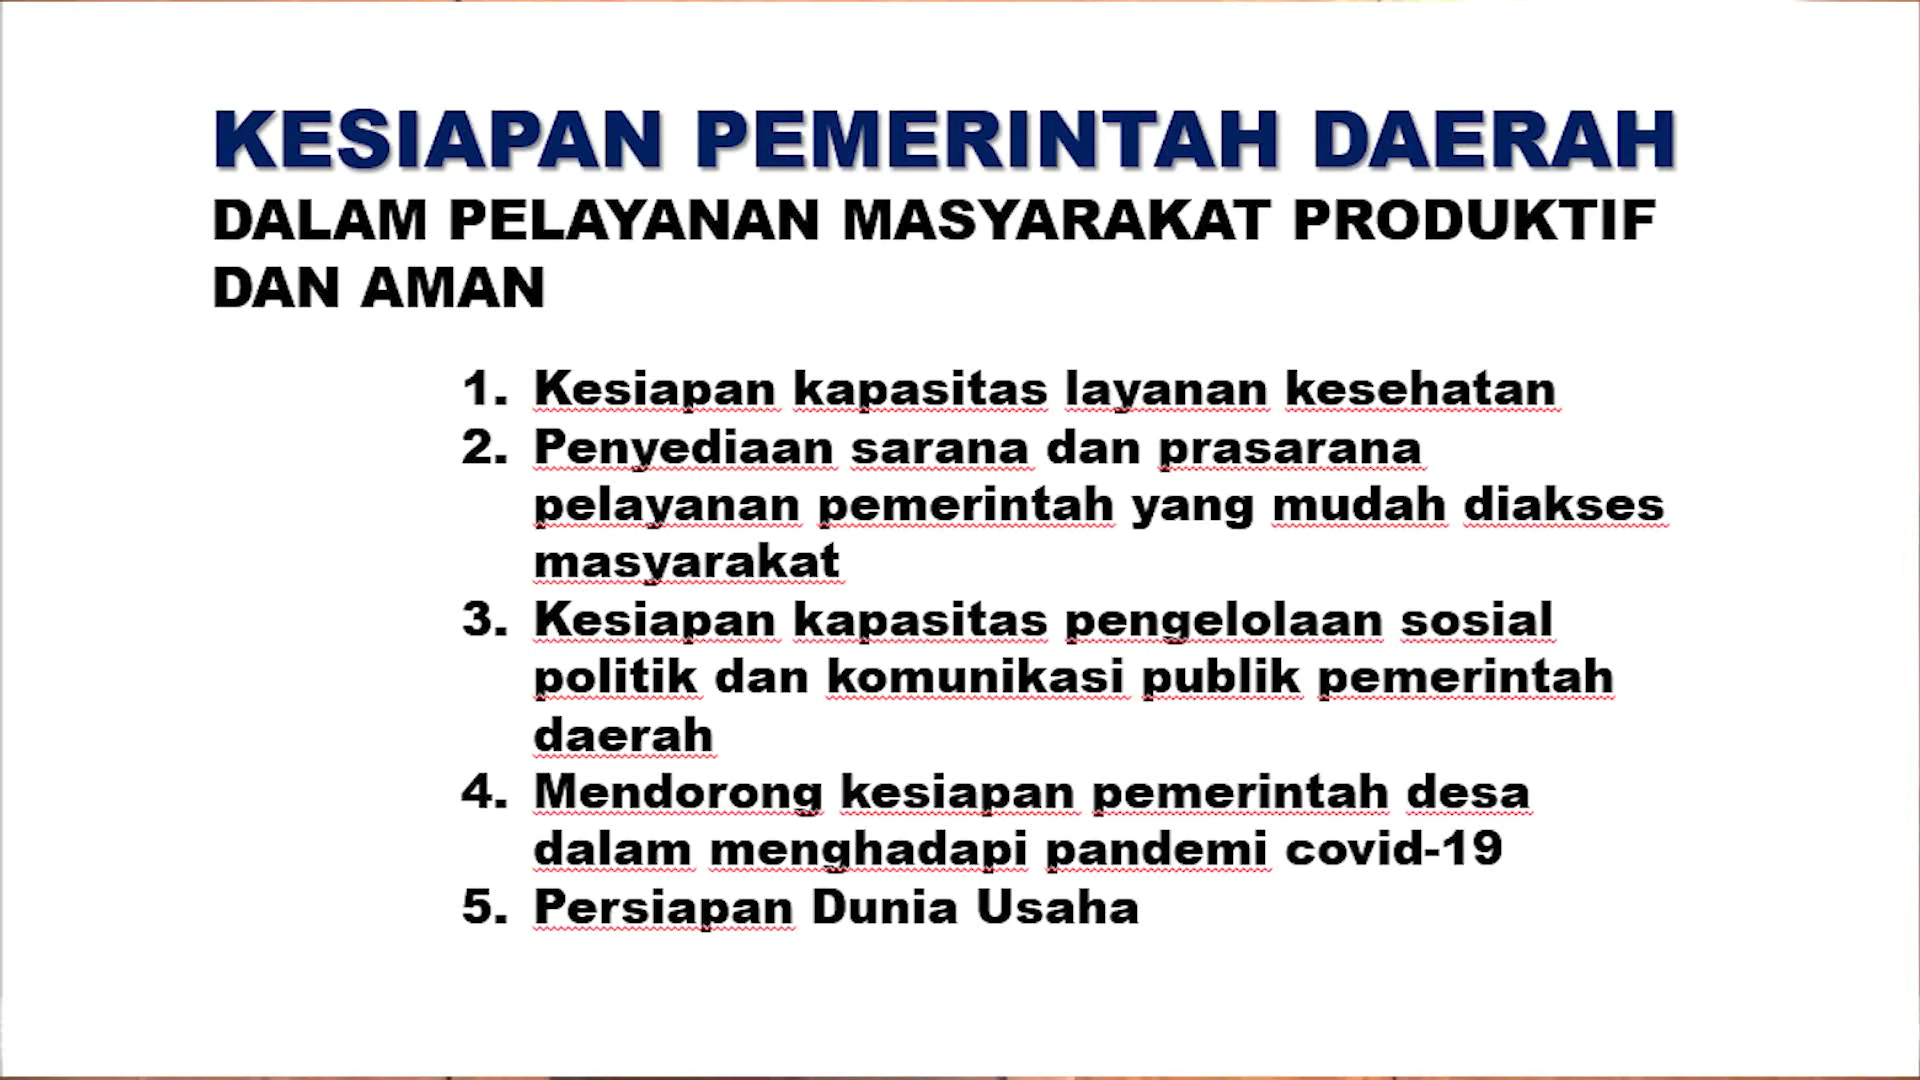 KESIAPAN PEMERINTAH DAERAH
DALAM PELAYANAN MASYARAKAT PRODUKTIF
DAN AMAN
1. Kesiapan kapasitas layanan kesehatan
2. Penyediaan sarana dan prasarana
pelayanan pemerintah yang mudah diakses
masyarakat
3. Kesiapan kapasitas pengelolaan sosial
politik dan komunikasi publik pemerintah
daerah
4. Mendorong kesiapan pemerintah desa
dalam menghadapi pandemi covid-19
5. Persiapan Dunia Usaha